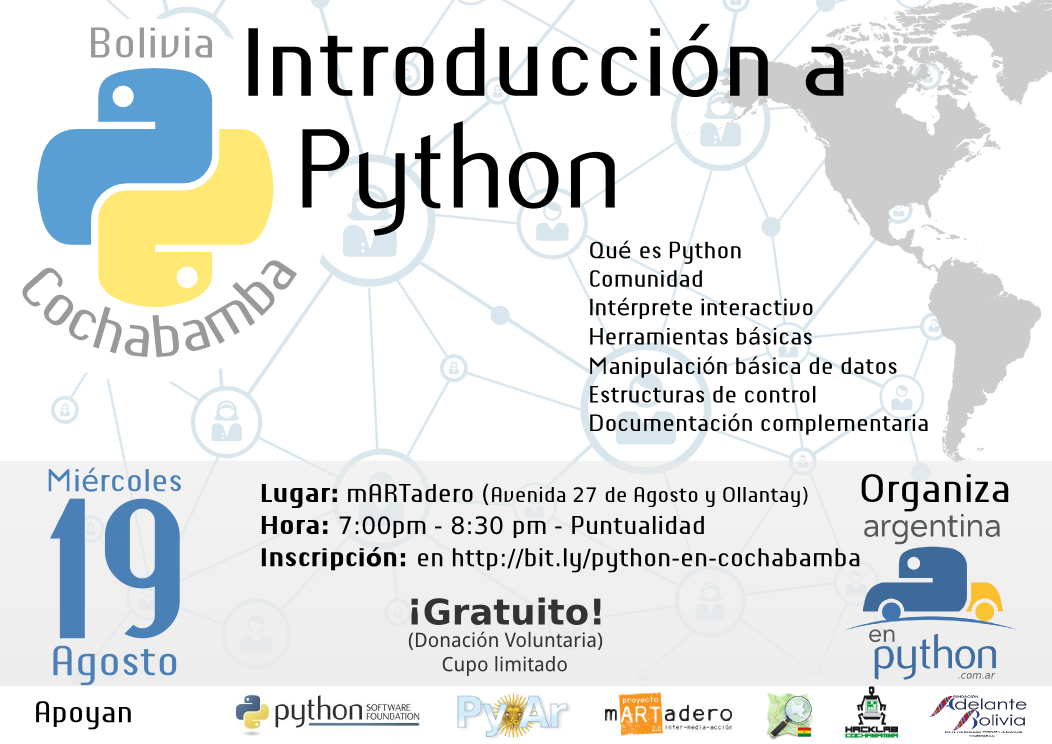 Bolivia
Introducción a
Python
Cochabamba
Qué es Python
Comunidad
Intérprete interactivo
Herramientas básicas
Manipulación básica de datos
Estructuras de control
Documentación complementaria
Miércoles
19
Agosto
Lugar: mARTadero (Avenida 27 de Agosto y Ollantay)
Hora: 7:00pm - 8:30 pm - Puntualidad
Inscripción: en http://bit.ly/python-en-cochabamba
¡Gratuito!
(Donación Voluntaria)
Cupo limitado
Organiza
argentina
en
python
.com.ar
Apoyan
python SOFTWARE
FOUNDATION
PyAr
proyecto
mARTadero
inter-media-acción
HACKLAB
COCHABAMBA
FUNDACIÓN
Adelante
Bolivia